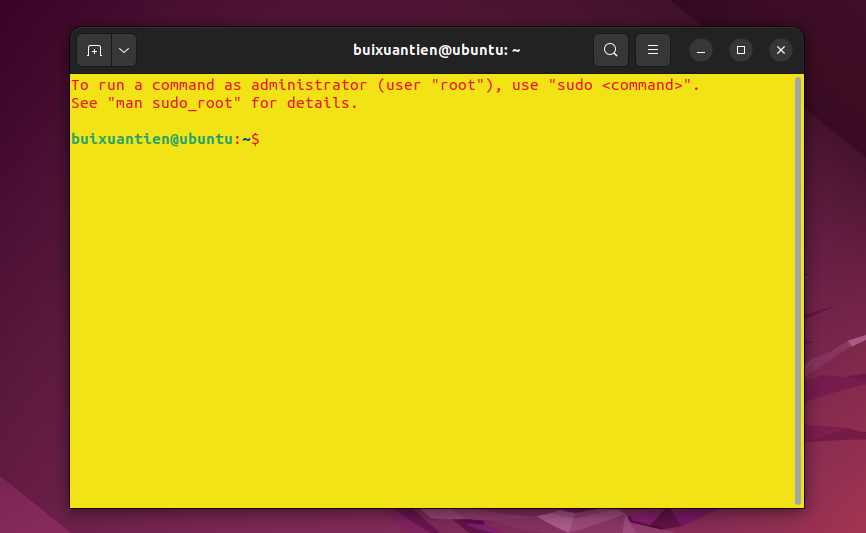 buixuantien@ubuntu: ~
To run a command as administrator (user "root"), use "sudo <command>".
See "man sudo_root" for details.
buixuantien@ubuntu:~$